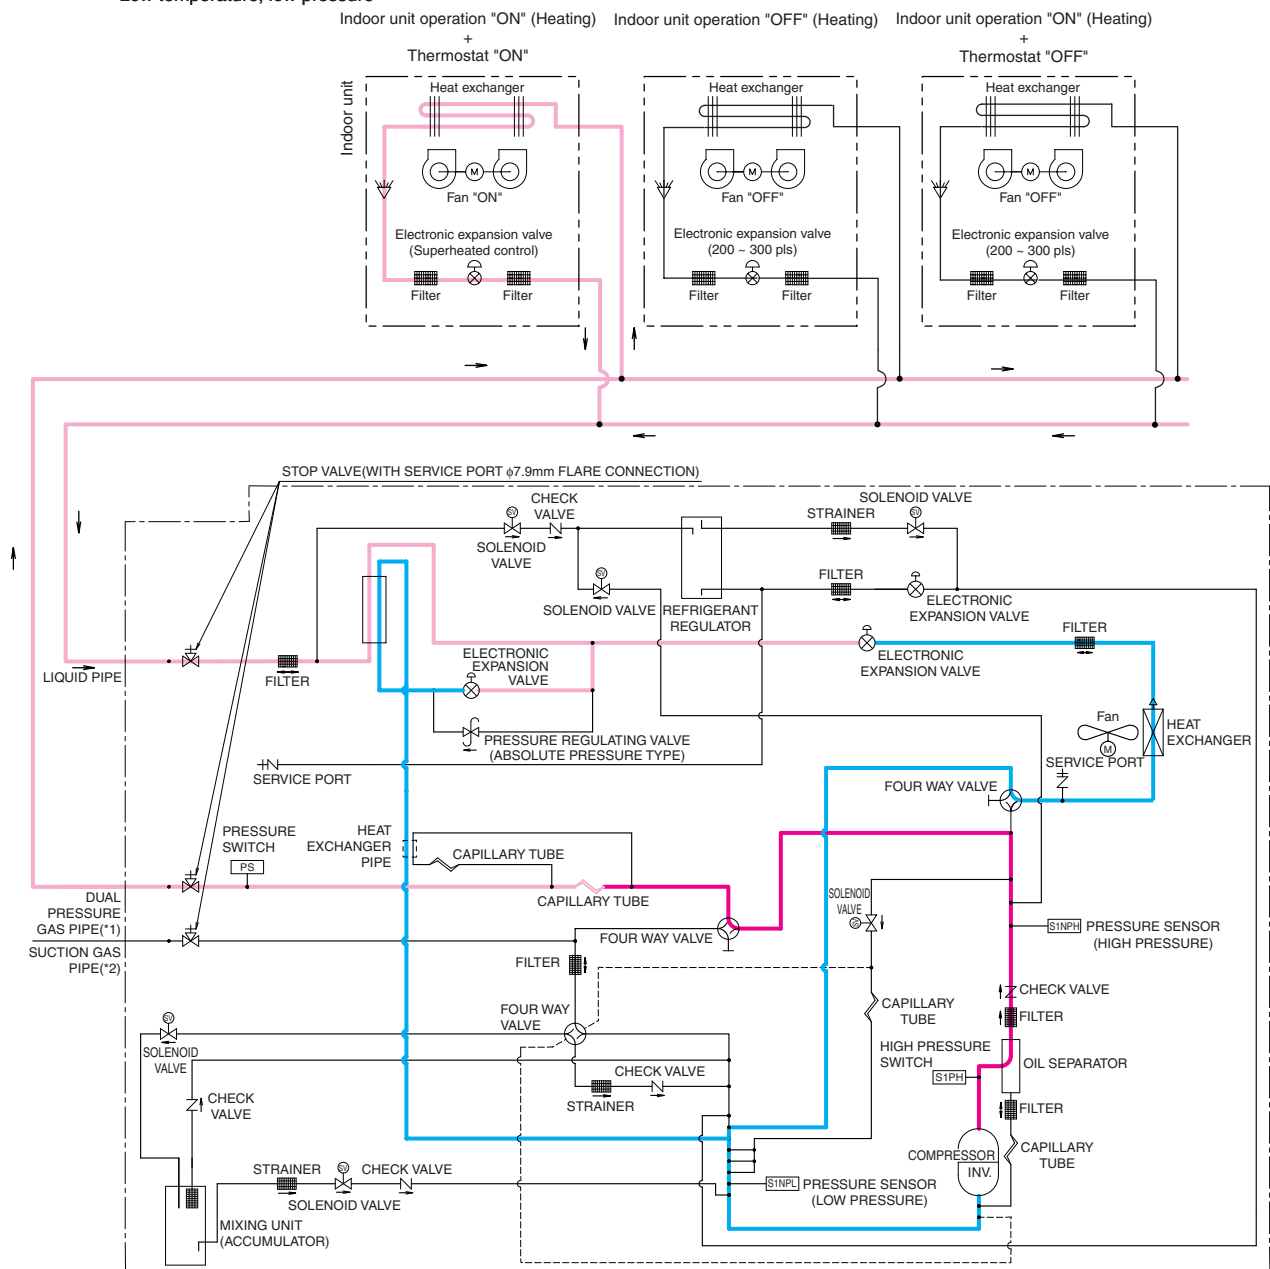 Low temperature, low pressure
Indoor unit operation "ON" (Heating)
+
Thermostat "ON"
Indoor unit operation "OFF" (Heating)
Indoor unit operation "ON" (Heating)
+
Thermostat "OFF"
Indoor unit
Heat exchanger
M
Fan "ON"
Electronic expansion valve
(Superheated control)
Filter
Filter
Heat exchanger
M
Fan "OFF"
Electronic expansion valve
(200 ~ 300 pls)
Filter
Filter
Heat exchanger
M
Fan "OFF"
Electronic expansion valve
(200 ~ 300 pls)
Filter
Filter
STOP VALVE(WITH SERVICE PORT φ7.9mm FLARE CONNECTION)
SV
SOLENOID
VALVE
CHECK
VALVE
SV
SOLENOID VALVE
REFRIGERANT
REGULATOR
STRAINER
SOLENOID VALVE
SV
FILTER
ELECTRONIC
EXPANSION VALVE
LIQUID PIPE
FILTER
ELECTRONIC
EXPANSION
VALVE
ELECTRONIC
EXPANSION VALVE
FILTER
PRESSURE REGULATING VALVE
(ABSOLUTE PRESSURE TYPE)
SERVICE PORT
Fan
M
HEAT
EXCHANGER
SERVICE PORT
FOUR WAY VALVE
PRESSURE
SWITCH
PS
HEAT
EXCHANGER
PIPE
CAPILLARY TUBE
CAPILLARY TUBE
DUAL
PRESSURE
GAS PIPE(*1)
SUCTION GAS
PIPE(*2)
FOUR WAY VALVE
SOLENOID
VALVE
SV
S1NPH
PRESSURE SENSOR
(HIGH PRESSURE)
FILTER
CHECK VALVE
FILTER
CAPILLARY
TUBE
FOUR WAY
VALVE
SV
SOLENOID
VALVE
HIGH PRESSURE
SWITCH
S1PH
OIL SEPARATOR
CHECK VALVE
STRAINER
CHECK
VALVE
FILTER
CAPILLARY
TUBE
COMPRESSOR
INV.
STRAINER
SV
SOLENOID VALVE
CHECK VALVE
S1NPL
PRESSURE SENSOR
(LOW PRESSURE)
MIXING UNIT
(ACCUMULATOR)